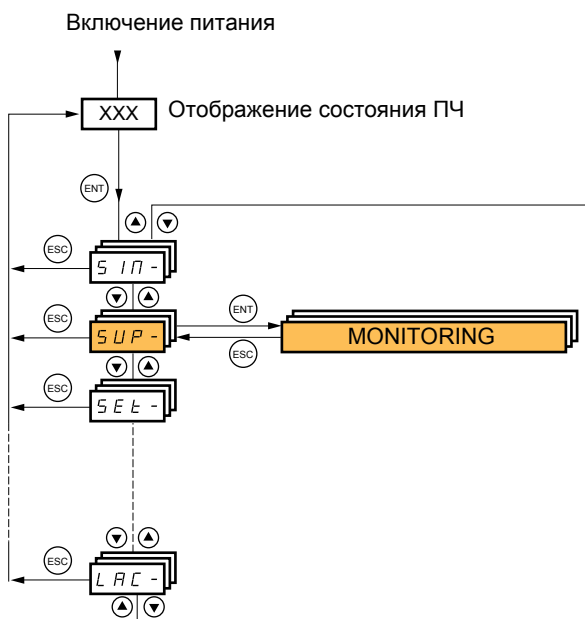 Включение питания
XXX Отображение состояния ПЧ
ENT
ESC
SIM-
ENT
ESC
SUP-
MONITORING
ESC
ESC
SEt-
ESC
LAC-